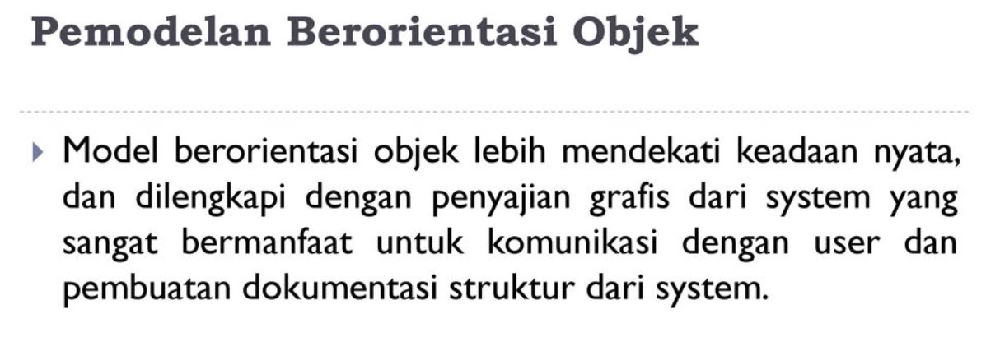 Pemodelan Berorientasi Objek
Model berorientasi objek lebih mendekati keadaan nyata,
dan dilengkapi dengan penyajian grafis dari system yang
sangat bermanfaat untuk komunikasi dengan user dan
pembuatan dokumentasi struktur dari system.